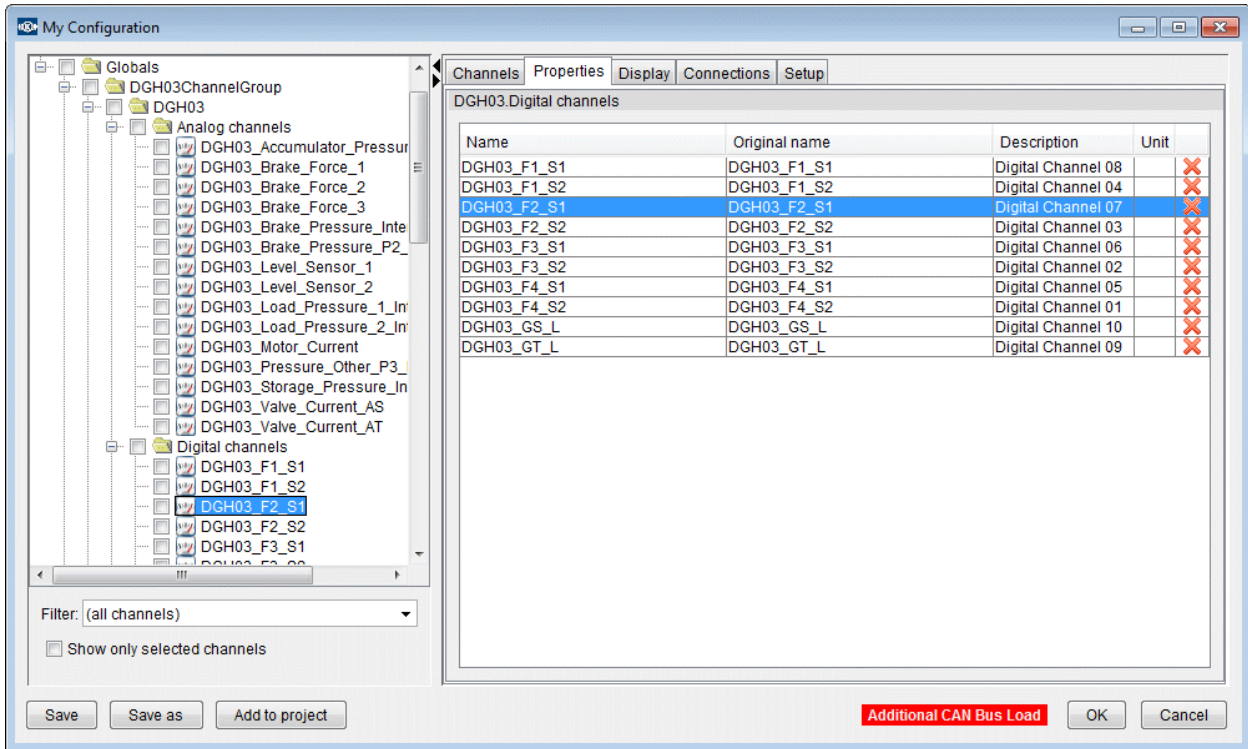 My Configuration
Globals
DGH03ChannelGroup
DGH03
Analog channels
DGH03_Accumulator_Pressur
DGH03_Brake_Force_1
DGH03_Brake_Force_2
DGH03_Brake_Force_3
DGH03_Brake_Pressure_Inte
DGH03_Brake_Pressure_P2_
DGH03_Level_Sensor_1
DGH03_Level_Sensor_2
DGH03_Load_Pressure_1_In
DGH03_Load_Pressure_2_In
DGH03_Motor_Current
DGH03_Pressure_Other_P3_
DGH03_Storage_Pressure_In
DGH03_Valve_Current_AS
DGH03_Valve_Current_AT
Digital channels
DGH03_F1_S1
DGH03_F1_S2
DGH03_F2_S1
DGH03_F2_S2
DGH03_F3_S1
Filter: (all channels)
Show only selected channels
Channels Properties Display Connections Setup
DGH03.Digital channels
Name Original name Description Unit
DGH03_F1_S1 DGH03_F1_S1 Digital Channel 08
DGH03_F1_S2 DGH03_F1_S2 Digital Channel 04
DGH03_F2_S1 DGH03_F2_S1 Digital Channel 07
DGH03_F2_S2 DGH03_F2_S2 Digital Channel 03
DGH03_F3_S1 DGH03_F3_S1 Digital Channel 06
DGH03_F3_S2 DGH03_F3_S2 Digital Channel 02
DGH03_F4_S1 DGH03_F4_S1 Digital Channel 05
DGH03_F4_S2 DGH03_F4_S2 Digital Channel 01
DGH03_GS_L DGH03_GS_L Digital Channel 10
DGH03_GT_L DGH03_GT_L Digital Channel 09
Save Save as Add to project Additional CAN Bus Load OK Cancel